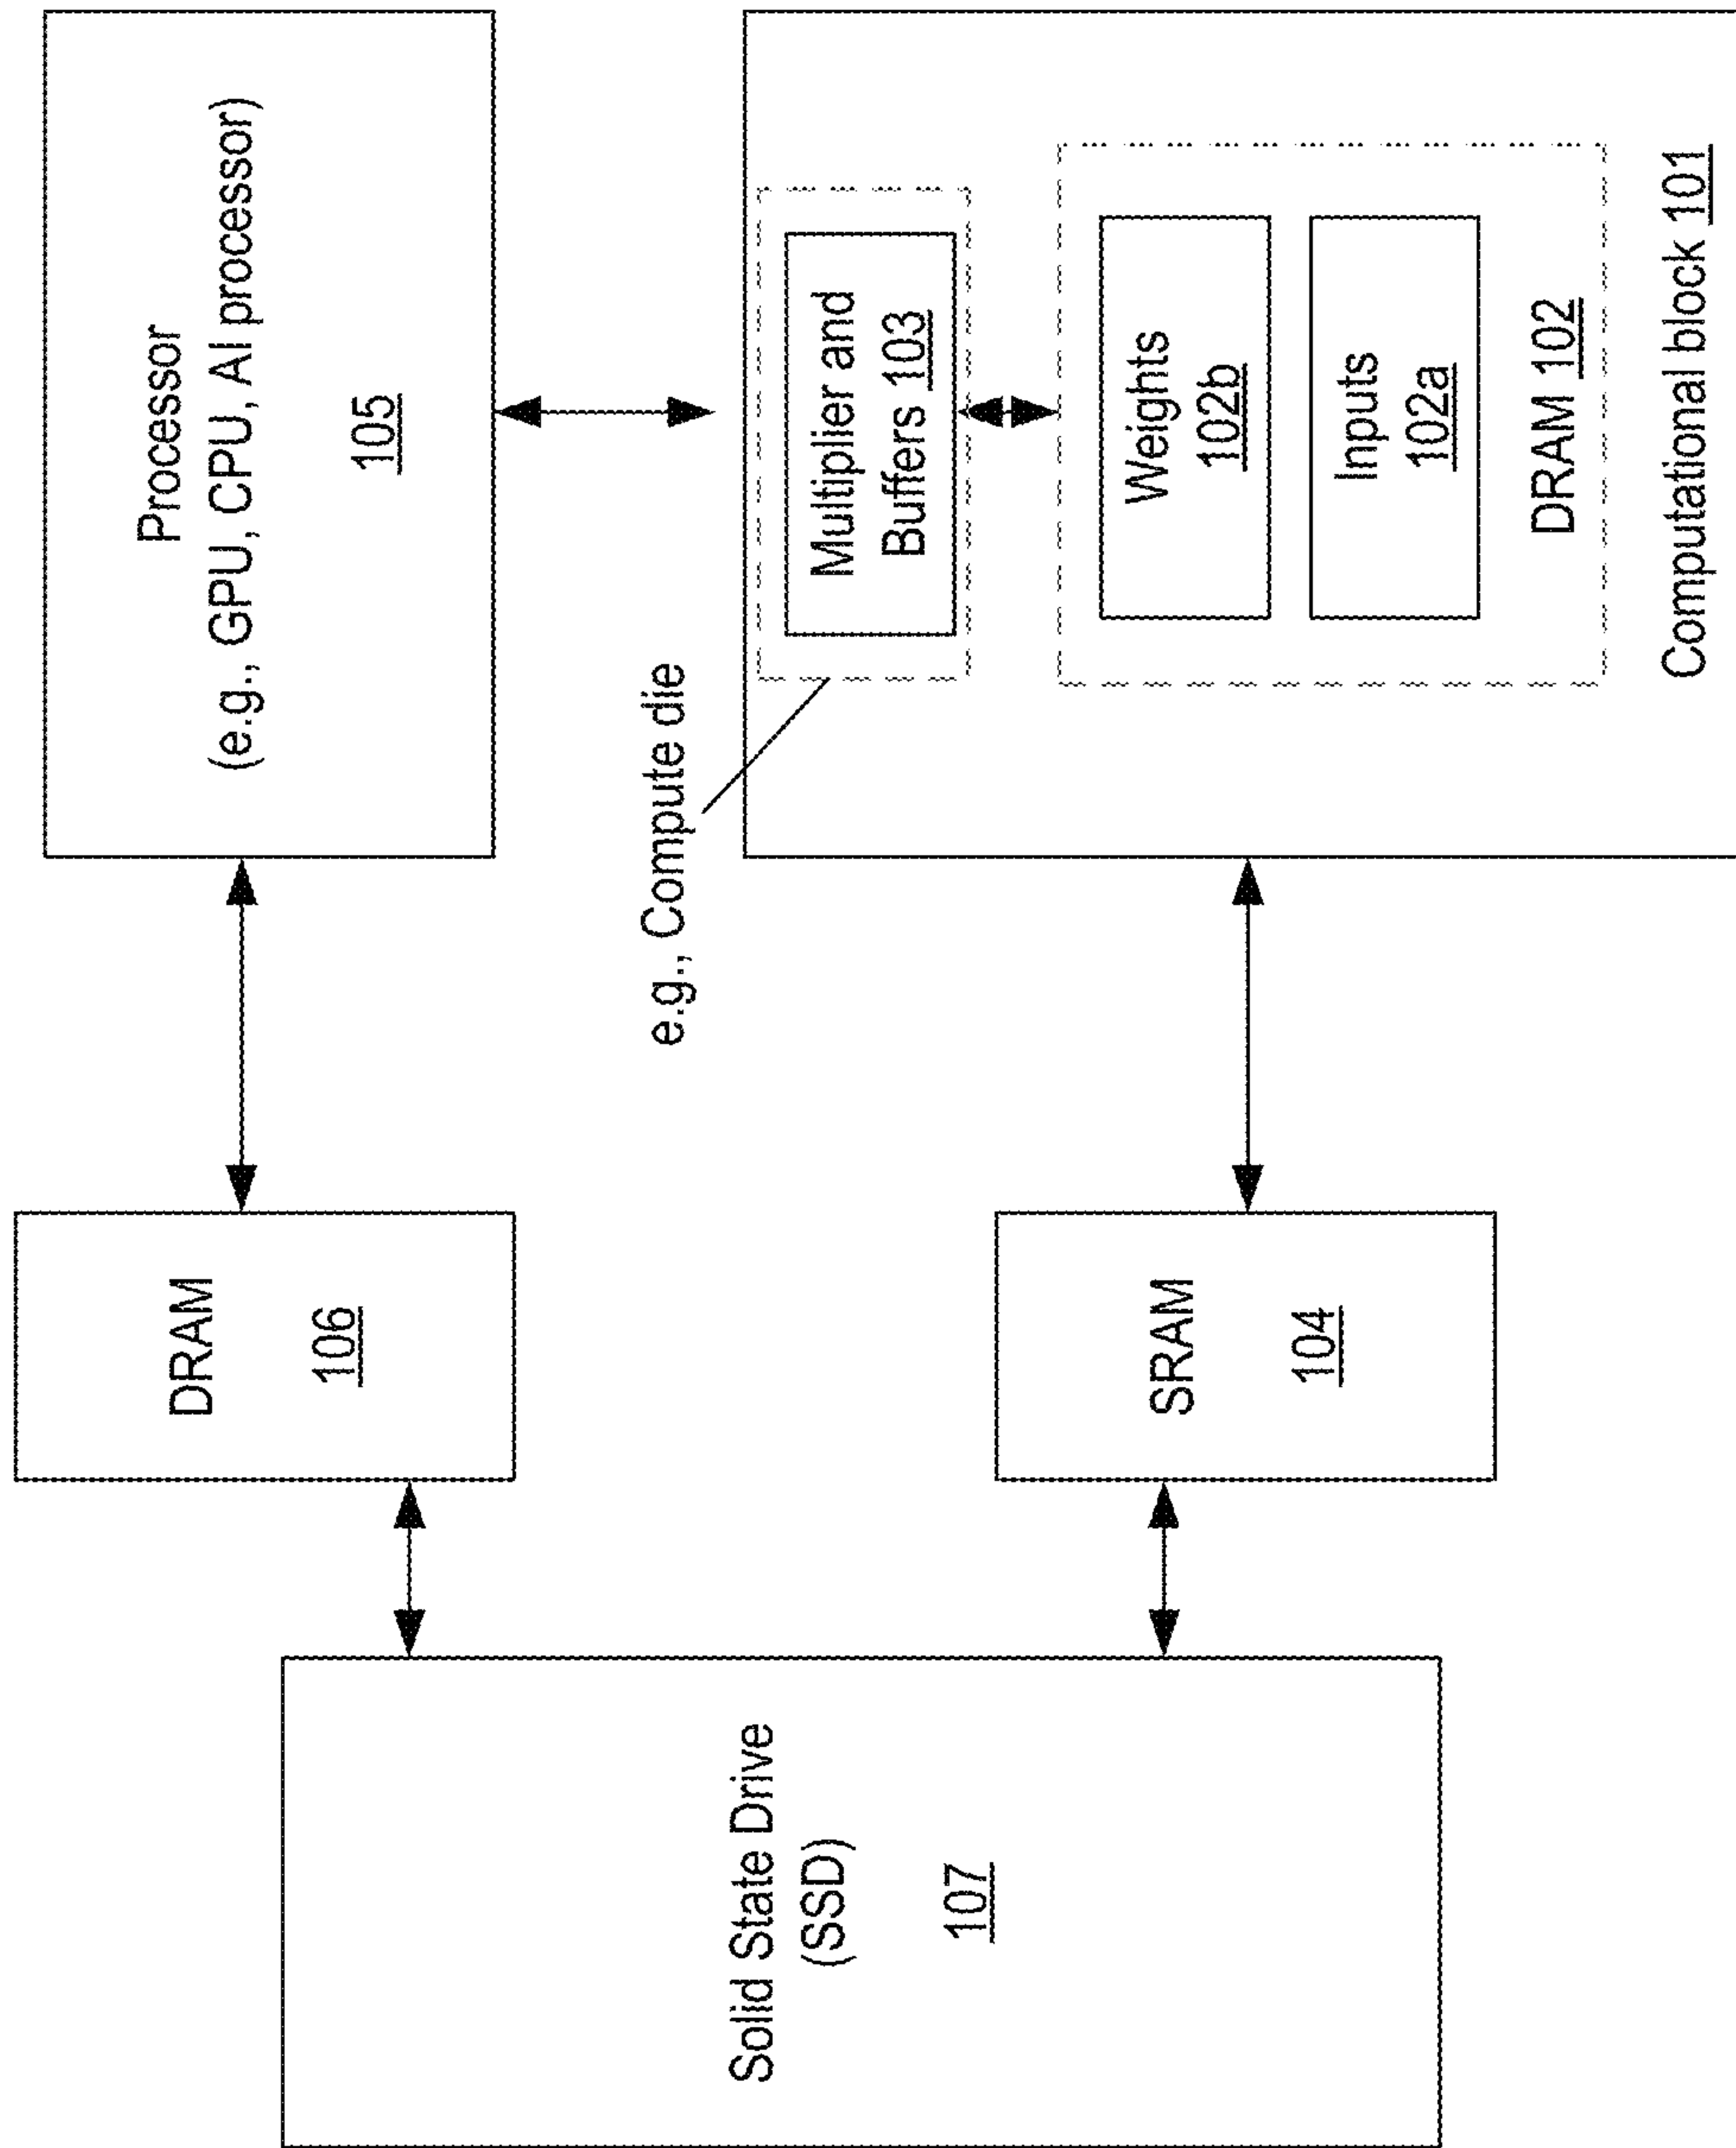 Processor
(e.g., GPU, CPU, AI processor)
105
DRAM
106
Solid State Drive
(SSD)
107
SRAM
104
e.g., Compute die
Multiplier and
Buffers 103
Weights
102b
Inputs
102a
DRAM 102
Computational block 101